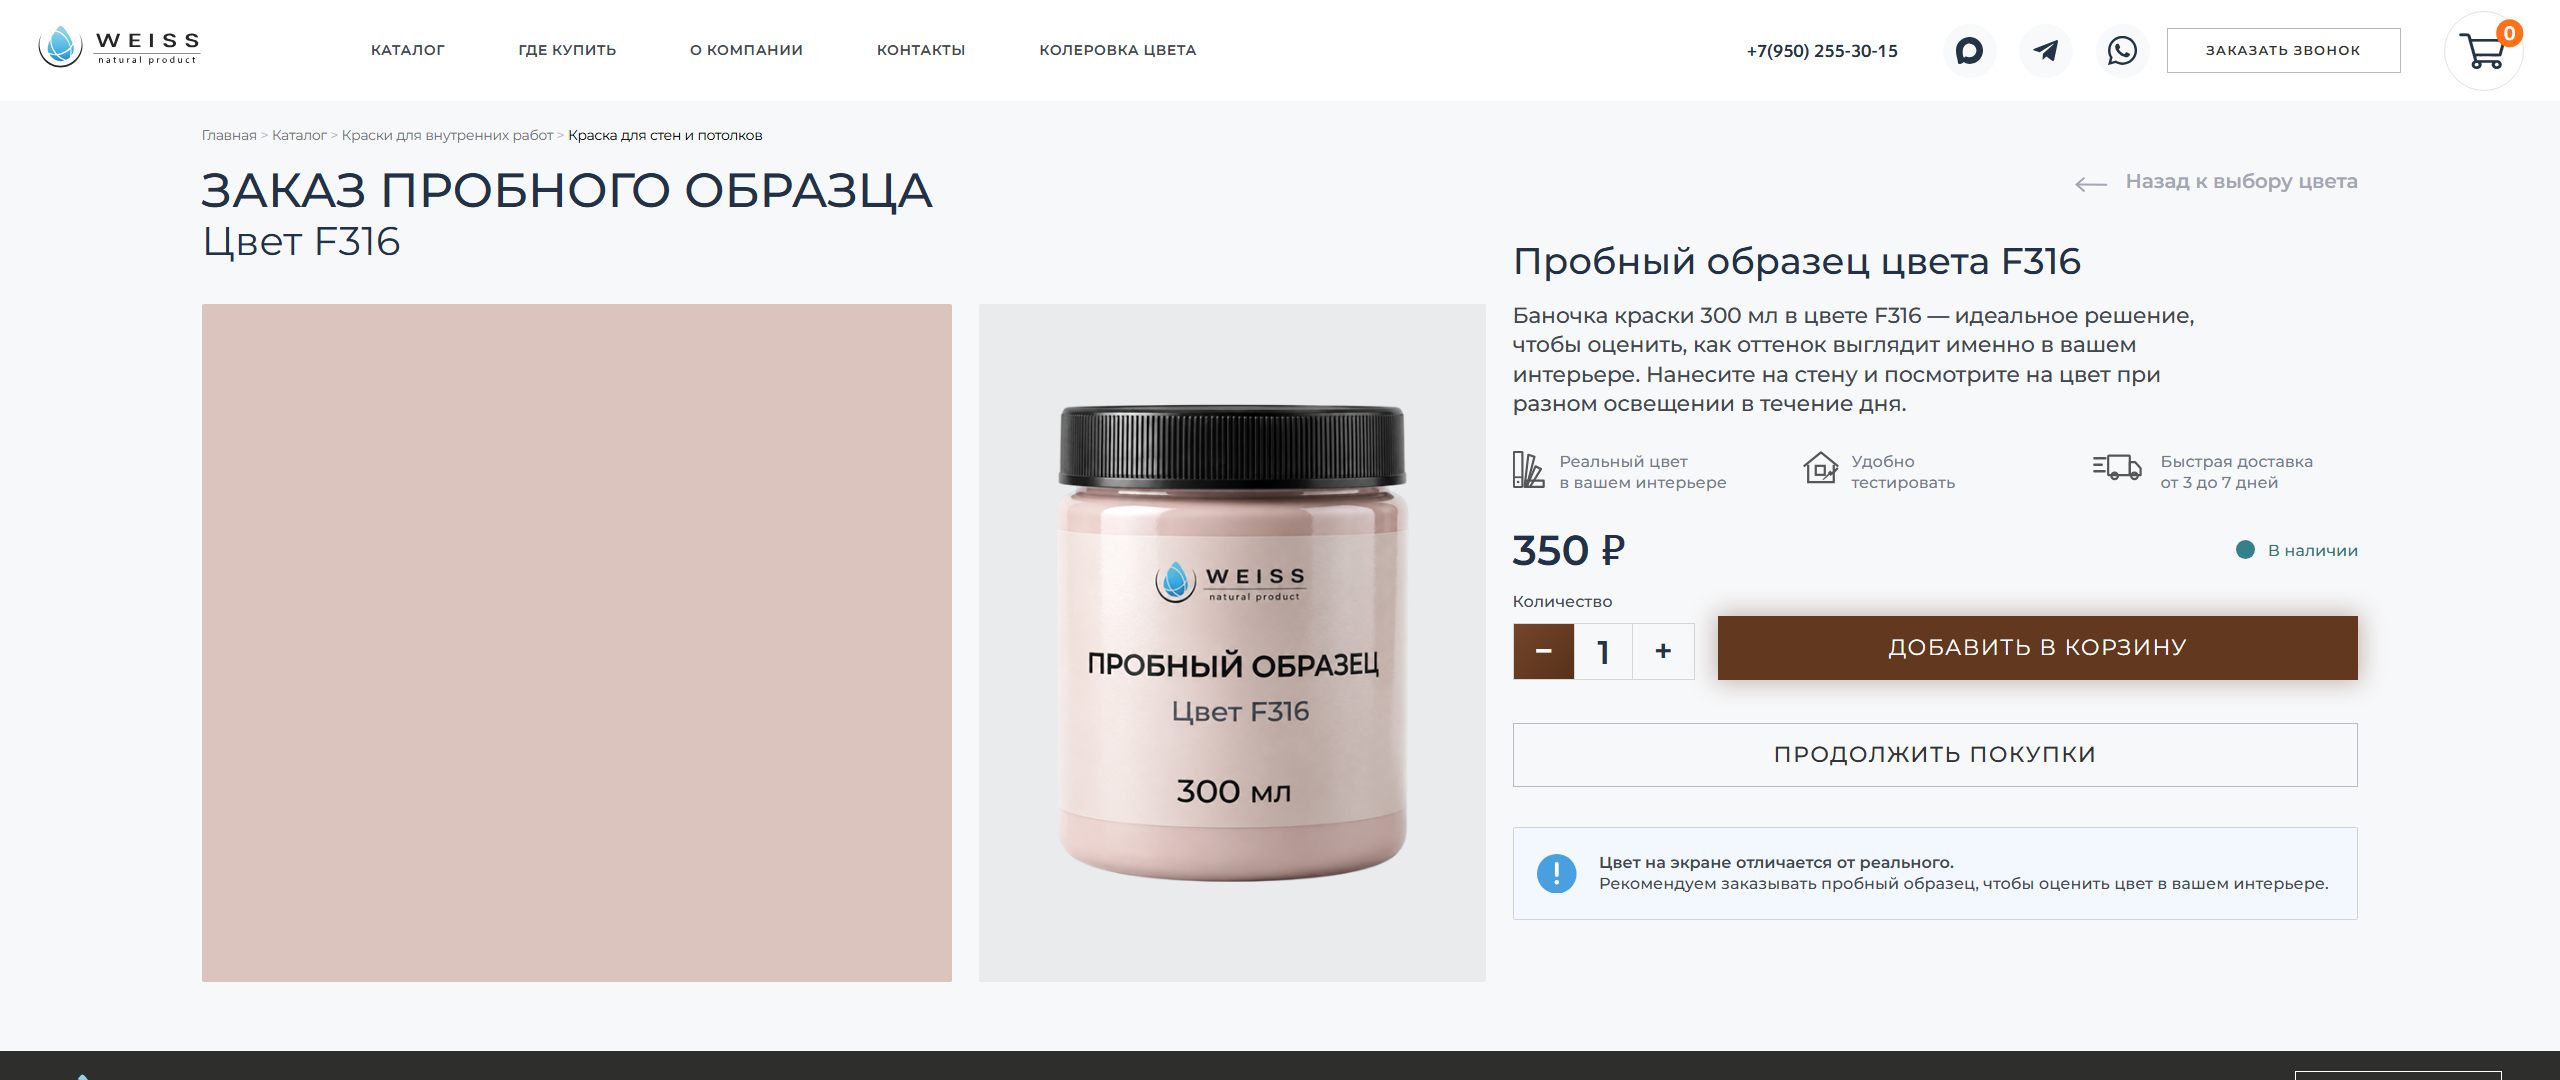 WEISS
natural product
КАТАЛОГ
ГДЕ КУПИТЬ
О КОМПАНИИ
КОНТАКТЫ
КОЛЕРОВКА ЦВЕТА
+7(950) 255-30-15
ЗАКАЗАТЬ ЗВОНОК
0
Главная > Каталог > Краски для внутренних работ > Краска для стен и потолков
ЗАКАЗ ПРОБНОГО ОБРАЗЦА
Цвет F316
Назад к выбору цвета
WEISS
natural product
ПРОБНЫЙ ОБРАЗЕЦ
Цвет F316
300 мл
Пробный образец цвета F316
Баночка краски 300 мл в цвете F316 — идеальное решение,
чтобы оценить, как оттенок выглядит именно в вашем
интерьере. Нанесите на стену и посмотрите на цвет при
разном освещении в течение дня.
Реальный цвет
в вашем интерьере
Удобно
тестировать
Быстрая доставка
от 3 до 7 дней
350 ₽
В наличии
Количество
− 1 +
ДОБАВИТЬ В КОРЗИНУ
ПРОДОЛЖИТЬ ПОКУПКИ
Цвет на экране отличается от реального.
Рекомендуем заказывать пробный образец, чтобы оценить цвет в вашем интерьере.